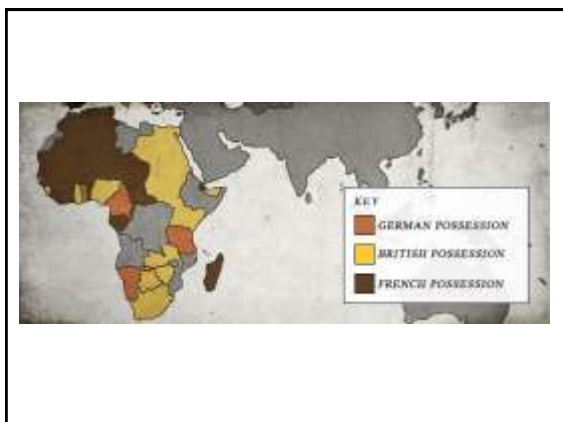 KEY
GERMAN POSSESSION
BRITISH POSSESSION
FRENCH POSSESSION